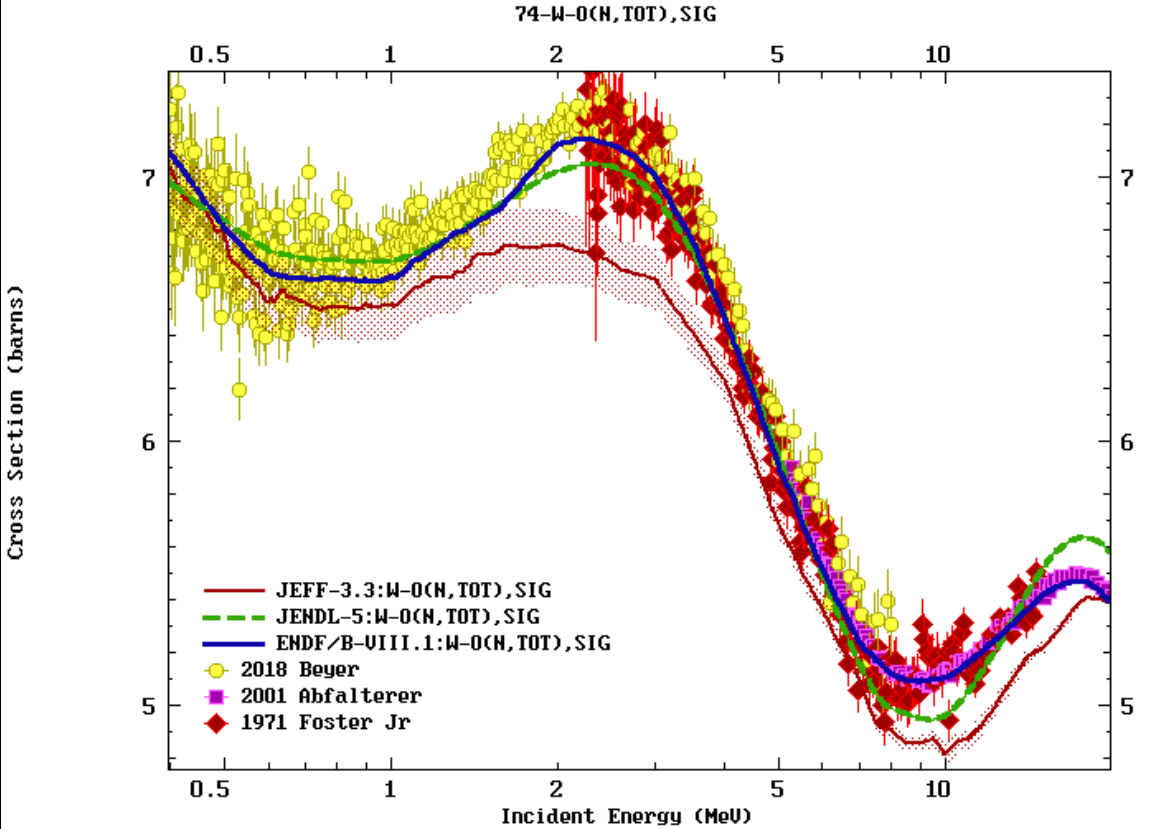 74-W-0(N,TOT),SIG
0.5 1 2 5 10
7 7
6 6
5 5
Cross Section (barns)
JEFF-3.3:W-0(N,TOT),SIG
JENDL-5:W-0(N,TOT),SIG
ENDF/B-VIII.1:W-0(N,TOT),SIG
2018 Beyer
2001 Abfalterer
1971 Foster Jr
0.5 1 2 5 10
Incident Energy (MeV)